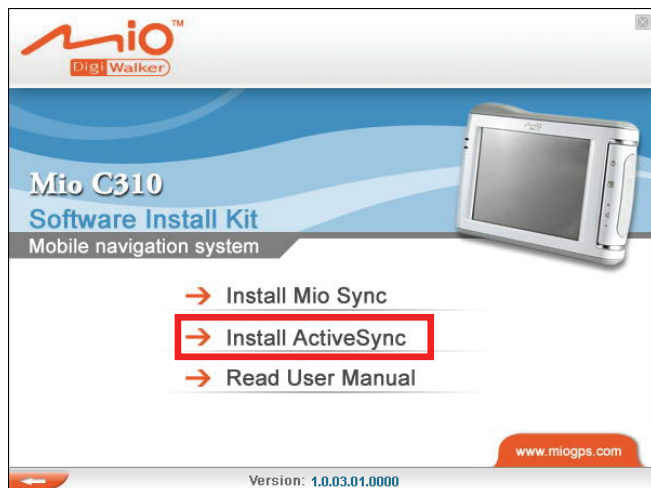 Mio™
Digi Walker
Mio C310
Software Install Kit
Mobile navigation system
Install Mio Sync
Install ActiveSync
Read User Manual
www.miogps.com
Version: 1.0.03.01.0000